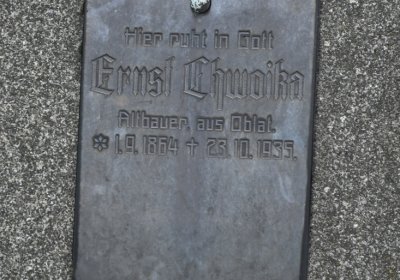 Hier ruht in Gott
Ernst Chwoika
Altbauer, aus Oblat.
* 1.9.1864 + 23.10.1935.